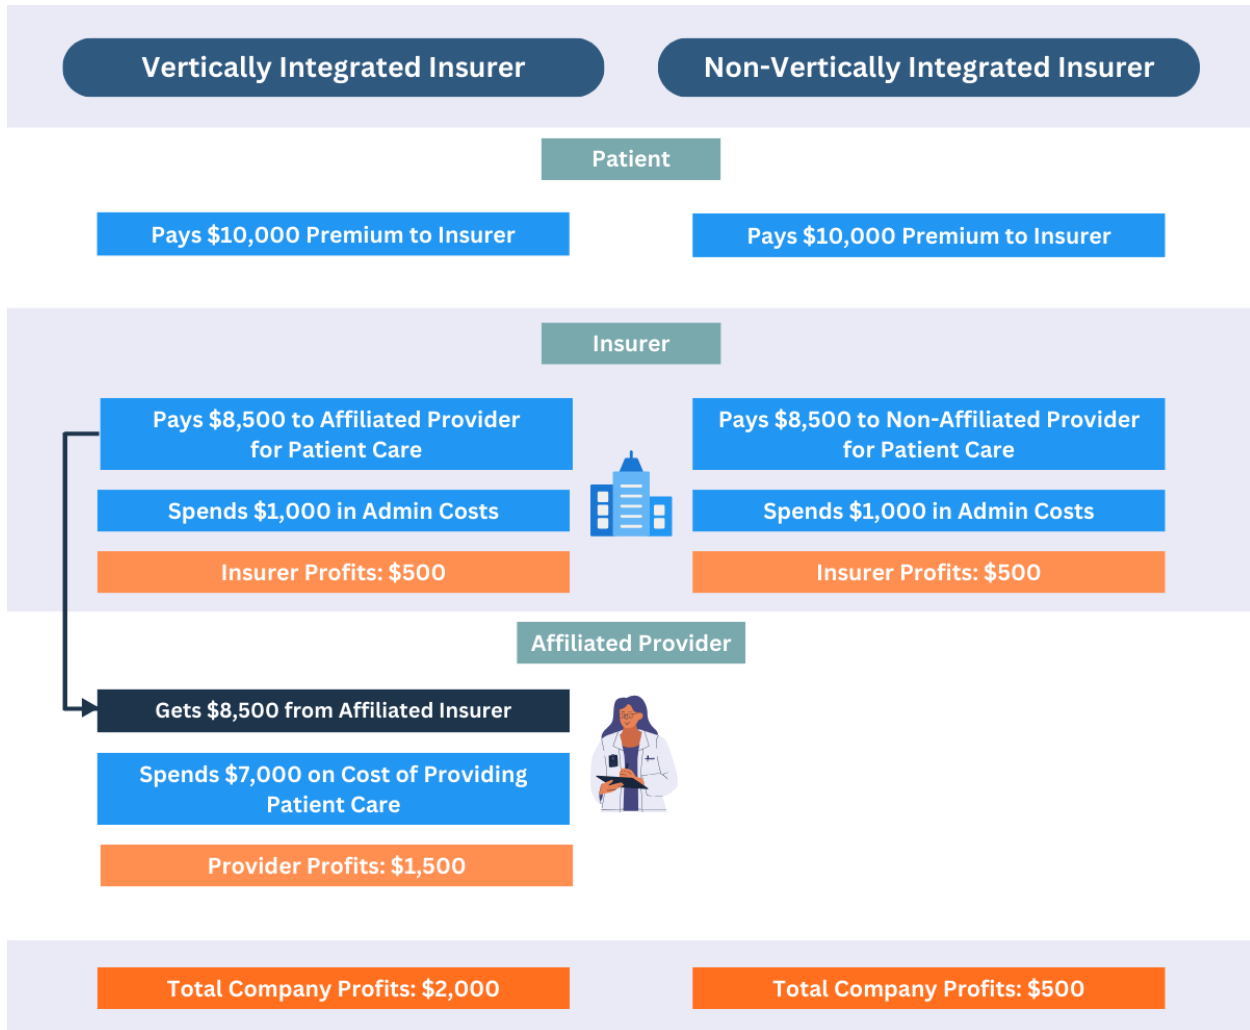 Vertically Integrated Insurer
Non-Vertically Integrated Insurer
Patient
Pays $10,000 Premium to Insurer
Pays $10,000 Premium to Insurer
Insurer
Pays $8,500 to Affiliated Provider
for Patient Care
Pays $8,500 to Non-Affiliated Provider
for Patient Care
Spends $1,000 in Admin Costs
Spends $1,000 in Admin Costs
Insurer Profits: $500
Insurer Profits: $500
Affiliated Provider
Gets $8,500 from Affiliated Insurer
Spends $7,000 on Cost of Providing
Patient Care
Provider Profits: $1,500
Total Company Profits: $2,000
Total Company Profits: $500